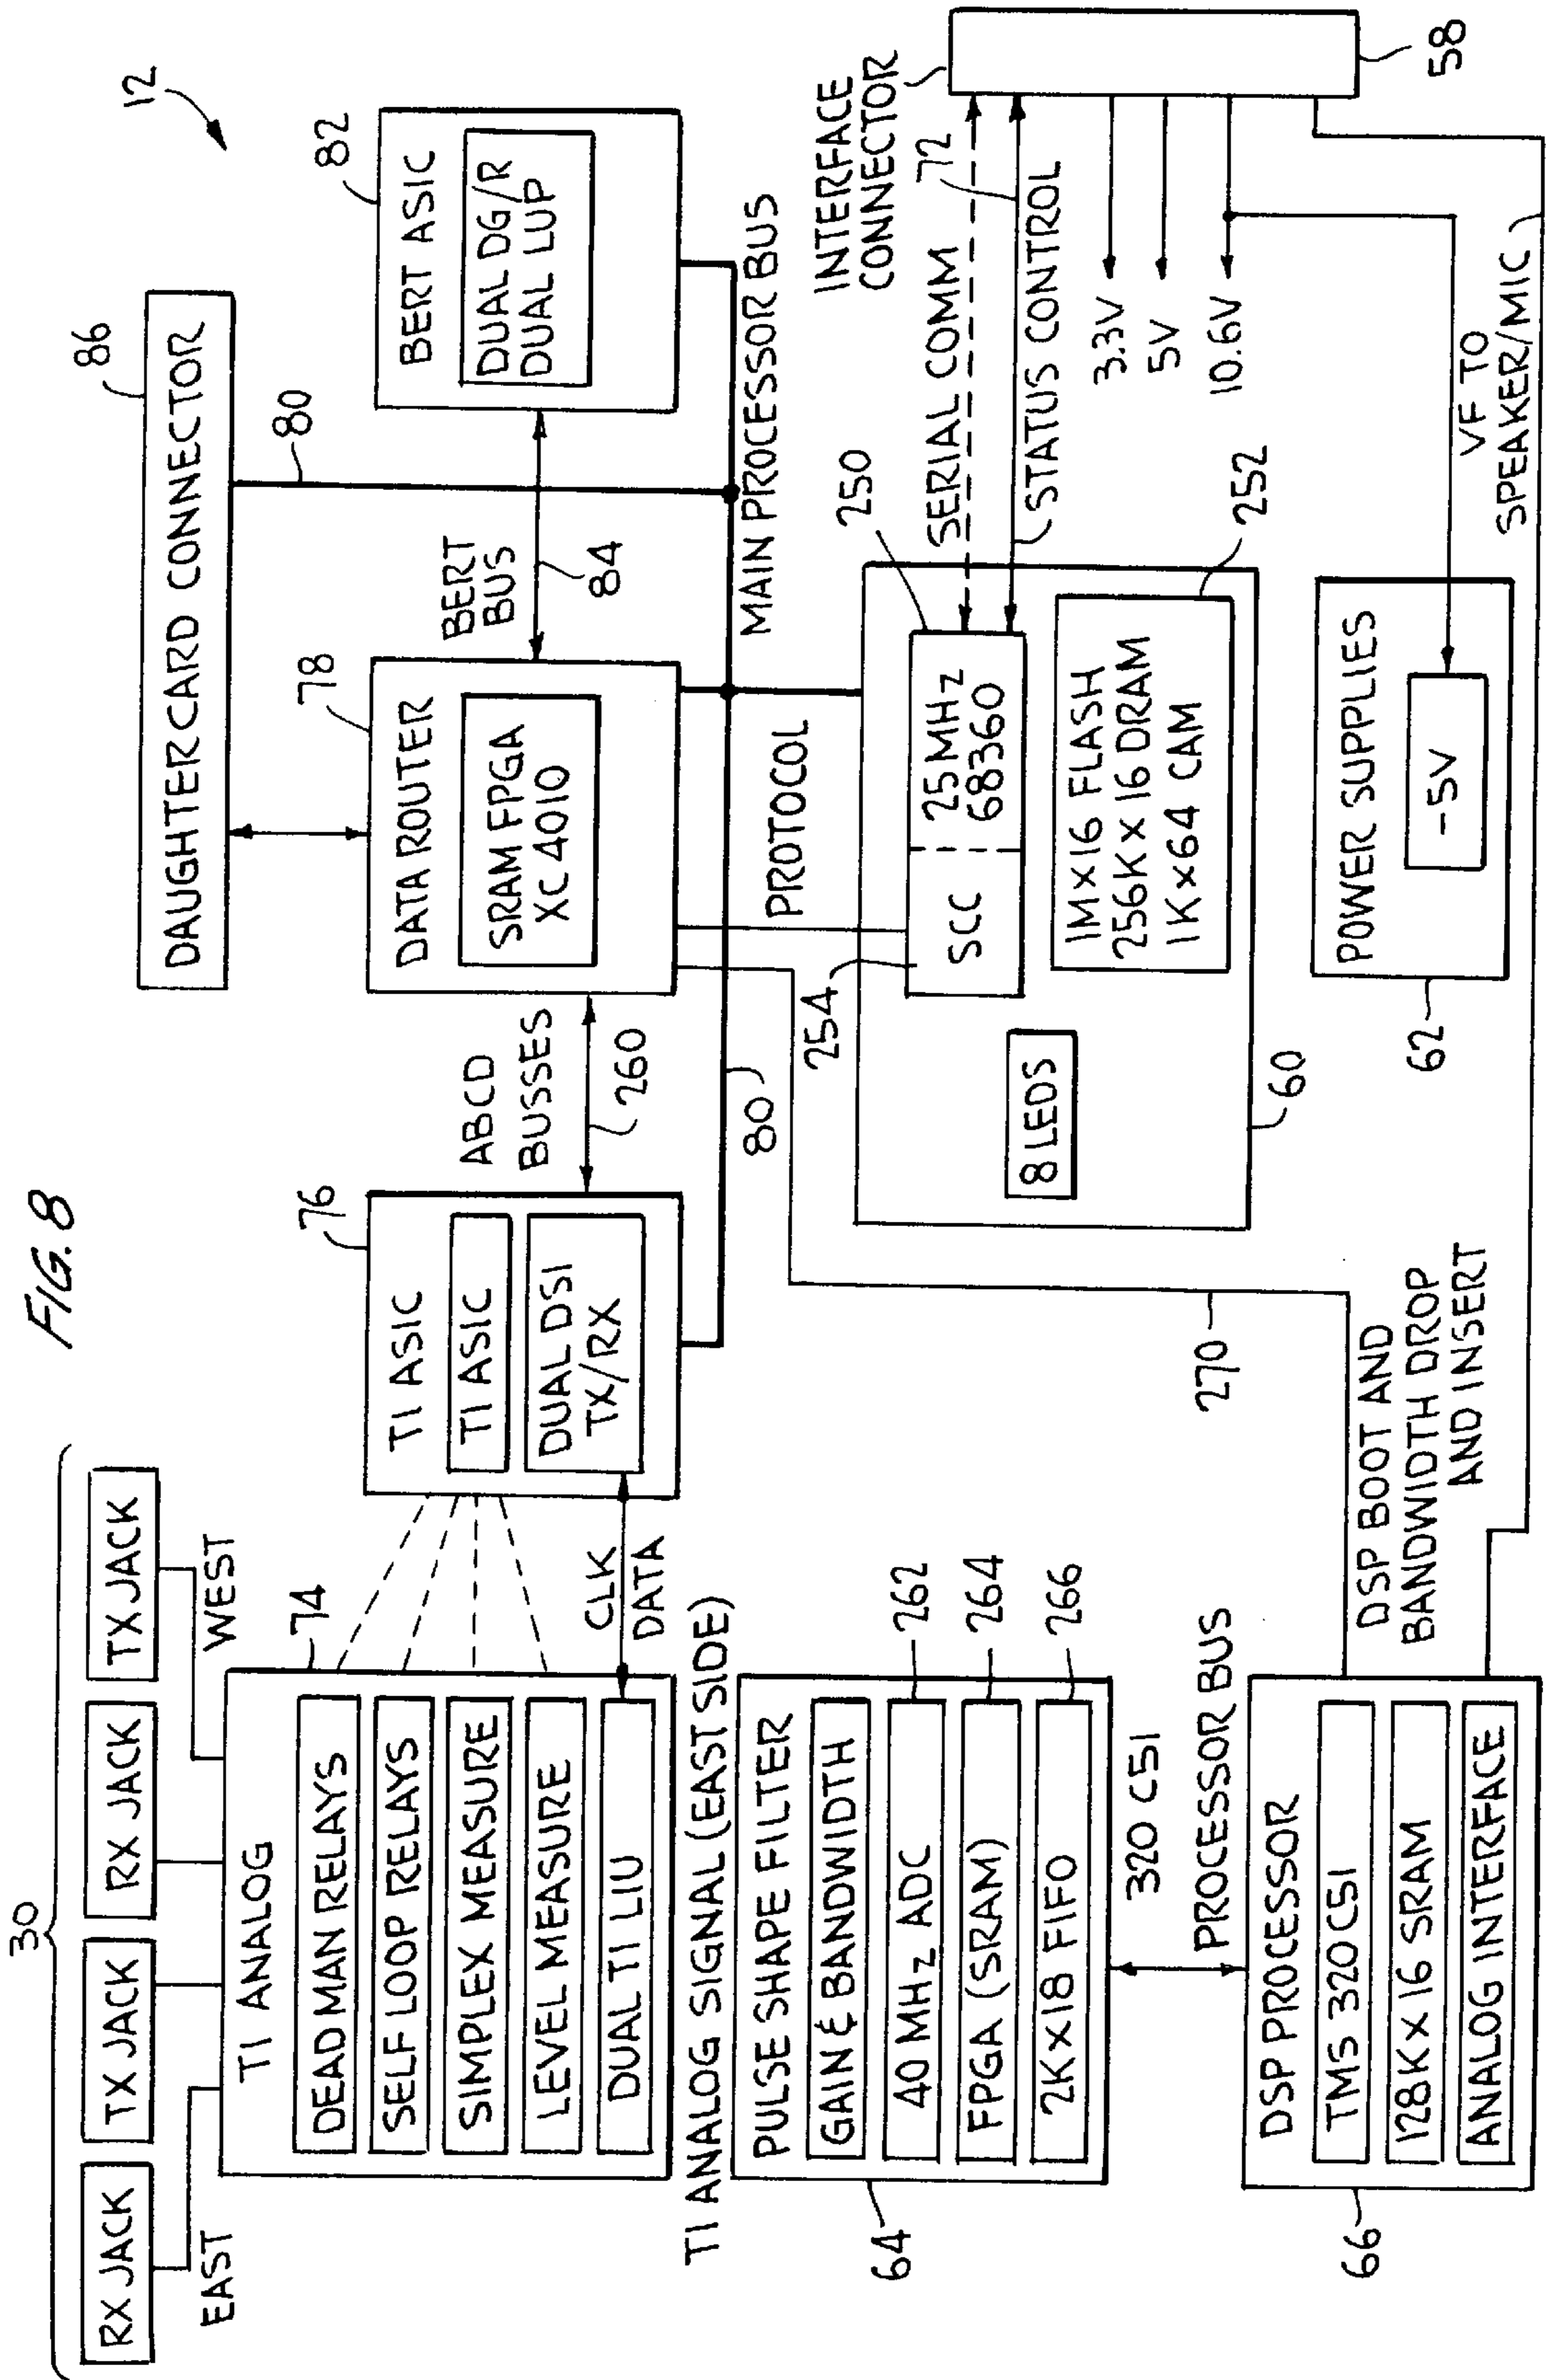 FIG. 8
12
30
RX JACK
TX JACK
RX JACK
TX JACK
EAST
WEST
74
T1 ANALOG
DEAD MAN RELAYS
SELF LOOP RELAYS
SIMPLEX MEASURE
LEVEL MEASURE
DUAL T1 LIU
CLK
DATA
76
T1 ASIC
T1 ASIC
DUAL DS1
TX/RX
ABCD
BUSSES
260
80
86
DAUGHTER CARD CONNECTOR
78
DATA ROUTER
SRAM FPGA
XC4010
80
BERT
BUS
84
82
BERT ASIC
DUAL DG/R
DUAL LUP
MAIN PROCESSOR BUS
T1 ANALOG SIGNAL (EAST SIDE)
64
PULSE SHAPE FILTER
GAIN & BANDWIDTH
40 MHz ADC
262
FPGA (SRAM)
264
2K x 18 FIFO
266
320 C51
PROCESSOR BUS
66
DSP PROCESSOR
TMS 320C51
128K x 16 SRAM
ANALOG INTERFACE
270
DSP BOOT AND
BANDWIDTH DROP
AND INSERT
PROTOCOL
254
SCC
25 MHz
68360
250
1M x 16 FLASH
256K x 16 DRAM
1K x 64 CAM
252
8 LEDS
60
SERIAL COMM
STATUS CONTROL
72
INTERFACE
CONNECTOR
58
3.3V
5V
10.6V
POWER SUPPLIES
-5V
62
VF TO
SPEAKER/MIC